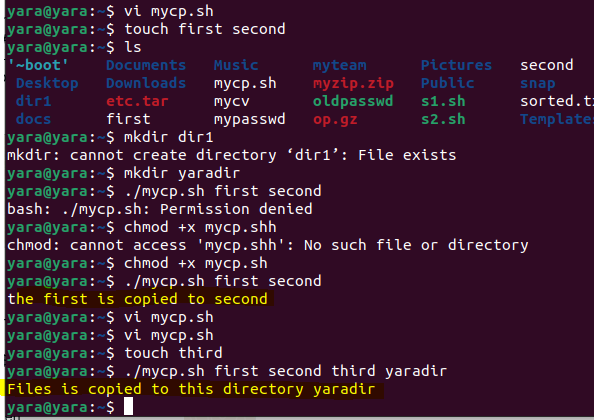 yara@yara:~$ vi mycp.sh
yara@yara:~$ touch first second
yara@yara:~$ ls
'~boot' Documents Music myteam Pictures second
Desktop Downloads mycp.sh myzip.zip Public snap
dir1 etc.tar mycv oldpasswd s1.sh sorted.tx
docs first mypasswd op.gz s2.sh Templates
yara@yara:~$ mkdir dir1
mkdir: cannot create directory ‘dir1’: File exists
yara@yara:~$ mkdir yaradir
yara@yara:~$ ./mycp.sh first second
bash: ./mycp.sh: Permission denied
yara@yara:~$ chmod +x mycp.shh
chmod: cannot access 'mycp.shh': No such file or directory
yara@yara:~$ chmod +x mycp.sh
yara@yara:~$ ./mycp.sh first second
the first is copied to second
yara@yara:~$ vi mycp.sh
yara@yara:~$ vi mycp.sh
yara@yara:~$ touch third
yara@yara:~$ ./mycp.sh first second third yaradir
Files is copied to this directory yaradir
yara@yara:~$